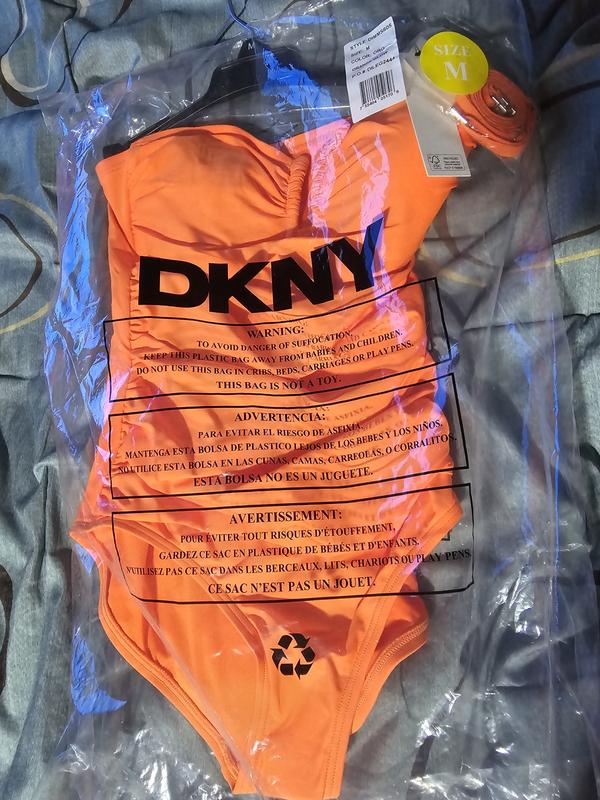 SIZE: M
SIZE
M
DKNY
WARNING:
TO AVOID DANGER OF SUFFOCATION,
KEEP THIS PLASTIC BAG AWAY FROM BABIES AND CHILDREN.
DO NOT USE THIS BAG IN CRIBS, BEDS, CARRIAGES OR PLAY PENS.
THIS BAG IS NOT A TOY.
ADVERTENCIA:
PARA EVITAR EL RIESGO DE ASFIXIA,
MANTENGA ESTA BOLSA DE PLASTICO LEJOS DE LOS BEBES Y LOS NIÑOS.
NO UTILICE ESTA BOLSA EN LAS CUNAS, CAMAS, CARREOLAS, O CORRALITOS.
ESTA BOLSA NO ES UN JUGUETE.
AVERTISSEMENT:
POUR ÉVITER TOUT RISQUES D'ÉTOUFFEMENT,
GARDEZ CE SAC EN PLASTIQUE DE BÉBÉS ET D'ENFANTS.
N'UTILISEZ PAS CE SAC DANS LES BERCEAUX, LITS, CHARIOTS OU PLAY PENS.
CE SAC N'EST PAS UN JOUET.